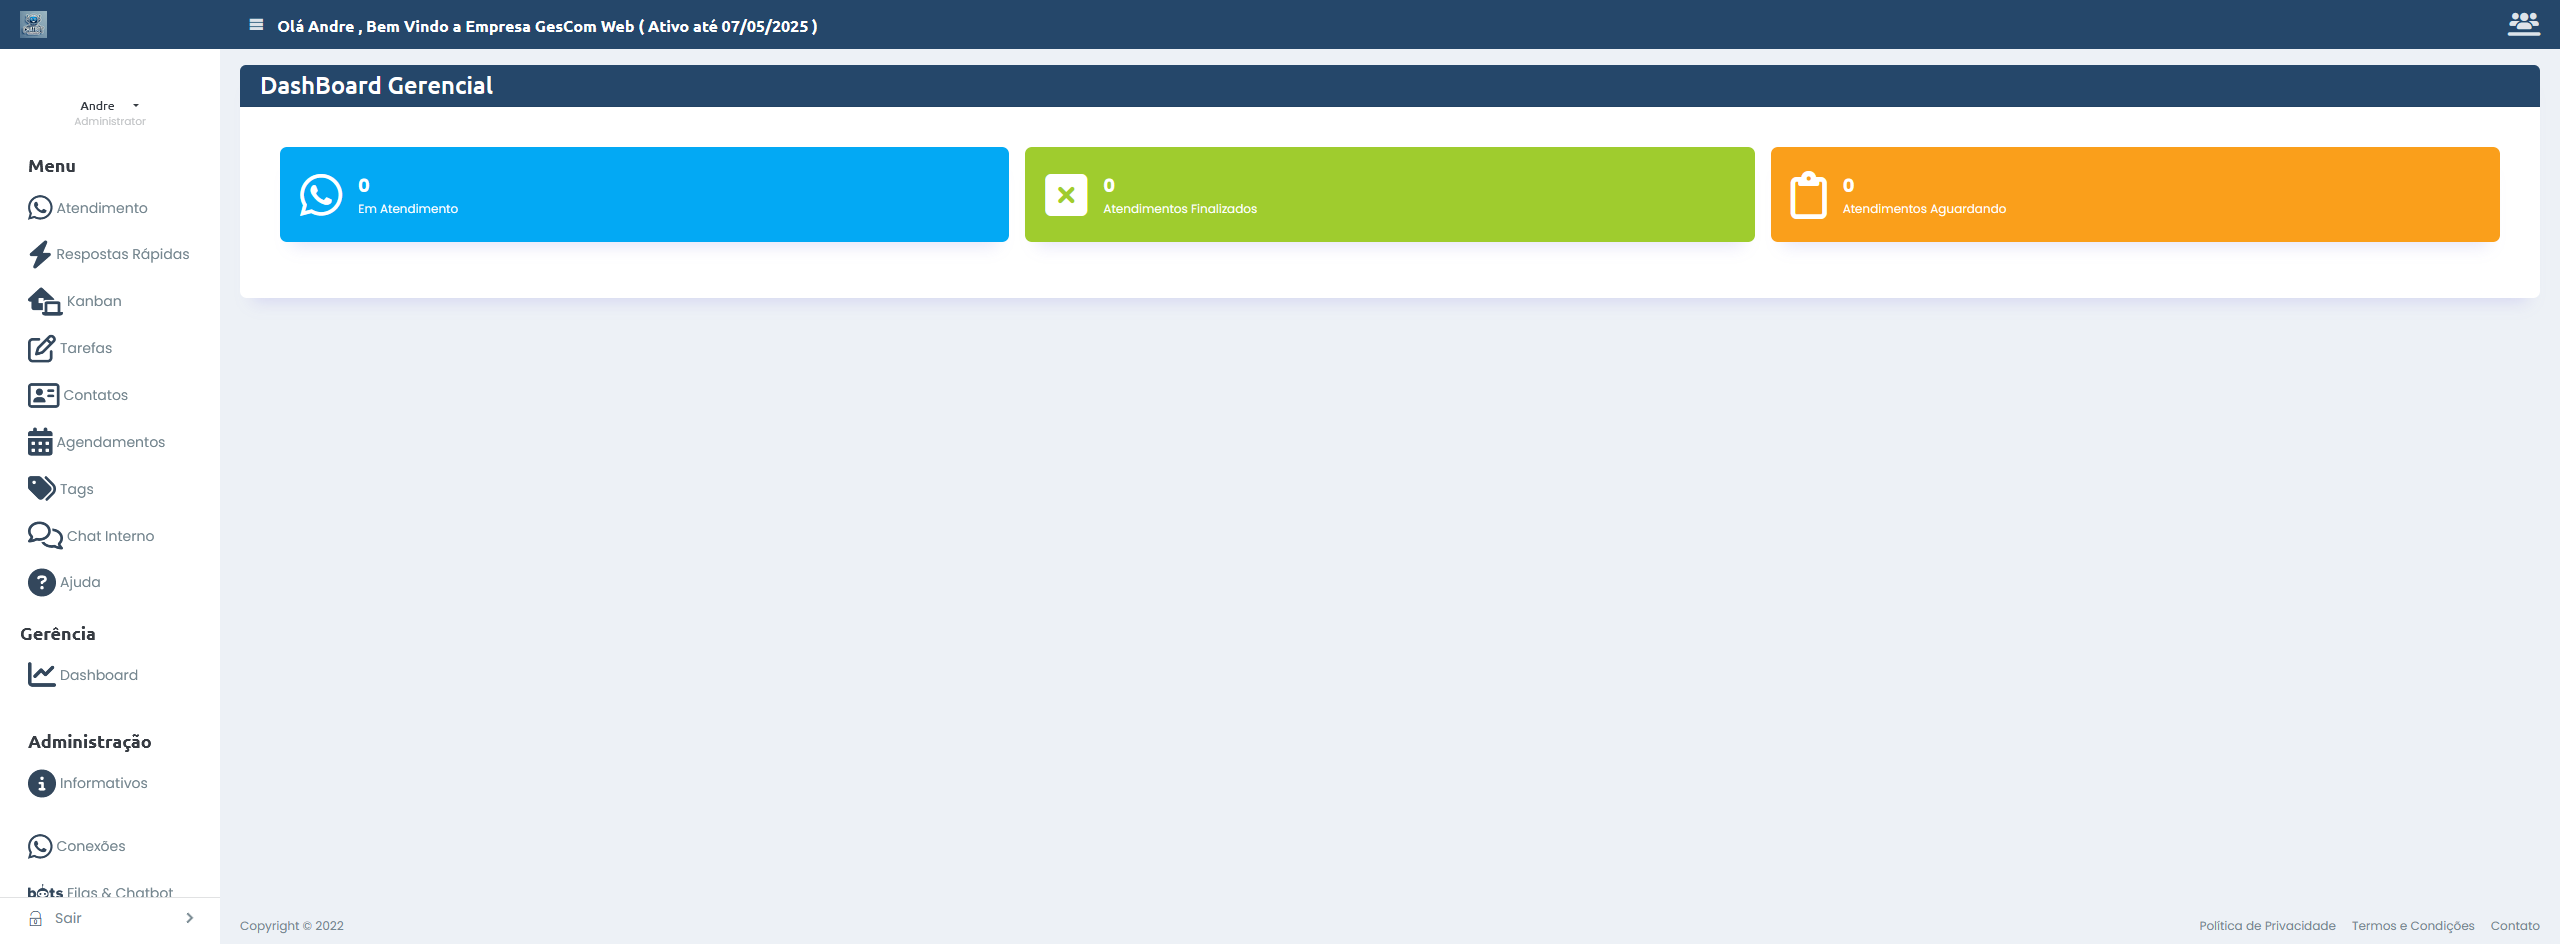 Olá Andre , Bem Vindo a Empresa GesCom Web ( Ativo até 07/05/2025 )
Andre
Administrator
Menu
Atendimento
Respostas Rápidas
Kanban
Tarefas
Contatos
Agendamentos
Tags
Chat Interno
Ajuda
Gerência
Dashboard
Administração
Informativos
Conexões
bots Filas & Chatbot
Sair
DashBoard Gerencial
0
Em Atendimento
0
Atendimentos Finalizados
0
Atendimentos Aguardando
Copyright © 2022
Política de Privacidade Termos e Condições Contato